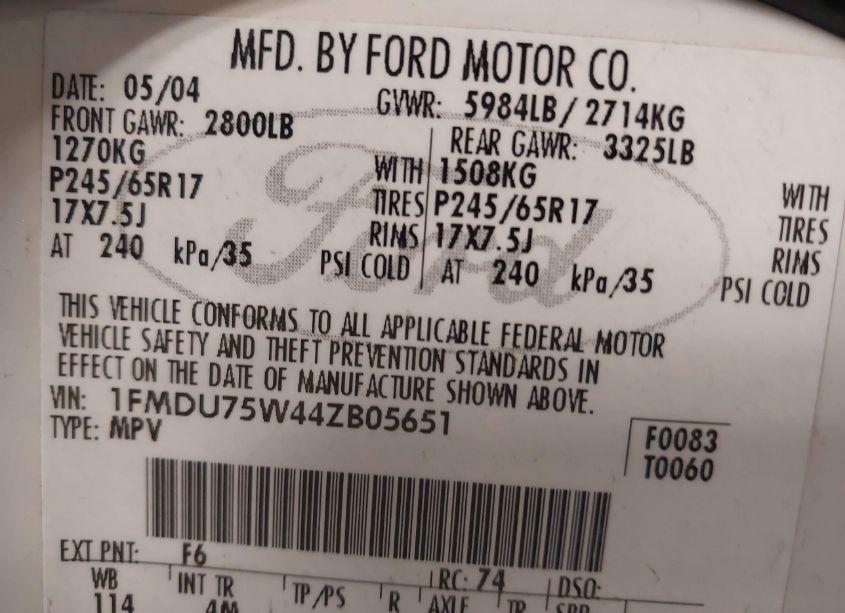 MFD. BY FORD MOTOR CO.
DATE: 05/04 GVWR: 5984LB/ 2714KG
FRONT GAWR: 2800LB REAR GAWR: 3325LB
1270KG WITH 1508KG WITH
P245/65R17 TIRES P245/65R17 TIRES
17X7.5J RIMS 17X7.5J RIMS
AT 240 kPa/35 PSI COLD AT 240 kPa/35 PSI COLD
Ford
THIS VEHICLE CONFORMS TO ALL APPLICABLE FEDERAL MOTOR
VEHICLE SAFETY AND THEFT PREVENTION STANDARDS IN
EFFECT ON THE DATE OF MANUFACTURE SHOWN ABOVE.
VIN: 1FMDU75W44ZB05651
TYPE: MPV
F0083
T0060
EXT PNT: F6 RC: 74 DSO:
WB INT TR TP/PS R AXLE TR SPR
114 4M